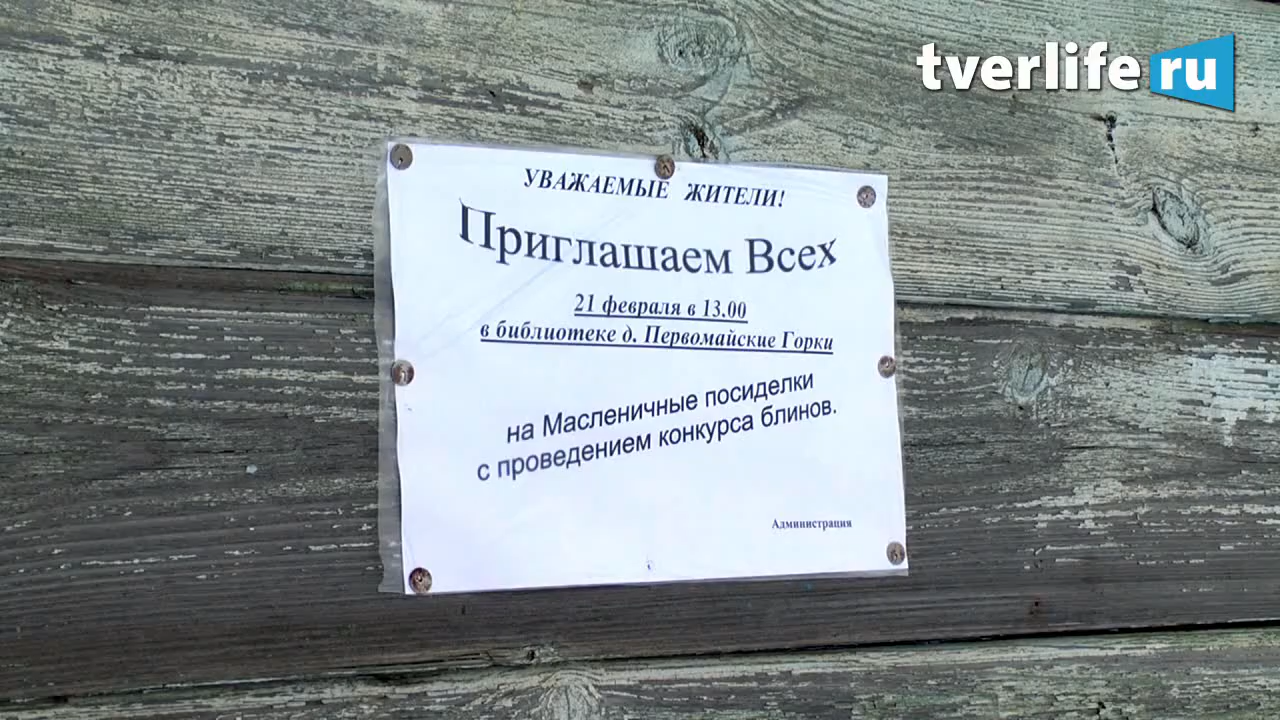 tverlife ru
УВАЖАЕМЫЕ ЖИТЕЛИ!
Приглашаем Всех
21 февраля в 13.00
в библиотеке д. Первомайские Горки
на Масленичные посиделки
с проведением конкурса блинов.
Администрация